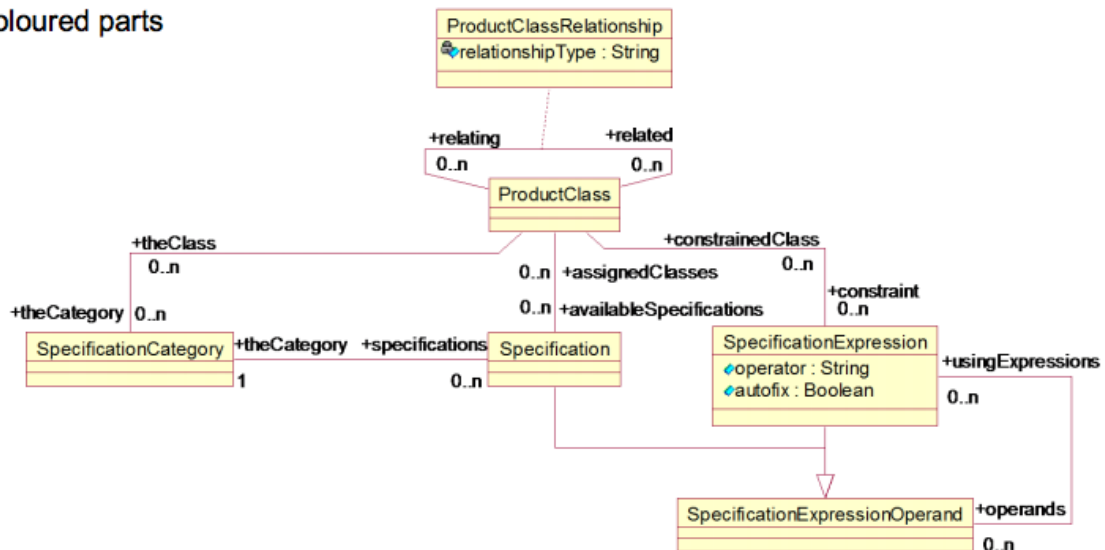 oloured parts
ProductClassRelationship
relationshipType : String
+relating
+related
0..n
0..n
ProductClass
+theClass
0..n
+constrainedClass
0..n
0..n
+assignedClasses
+theCategory
0..n
0..n
+availableSpecifications
+constraint
0..n
SpecificationCategory
+theCategory
+specifications
1
0..n
Specification
SpecificationExpression
operator : String
autofix : Boolean
+usingExpressions
0..n
SpecificationExpressionOperand
+operands
0..n